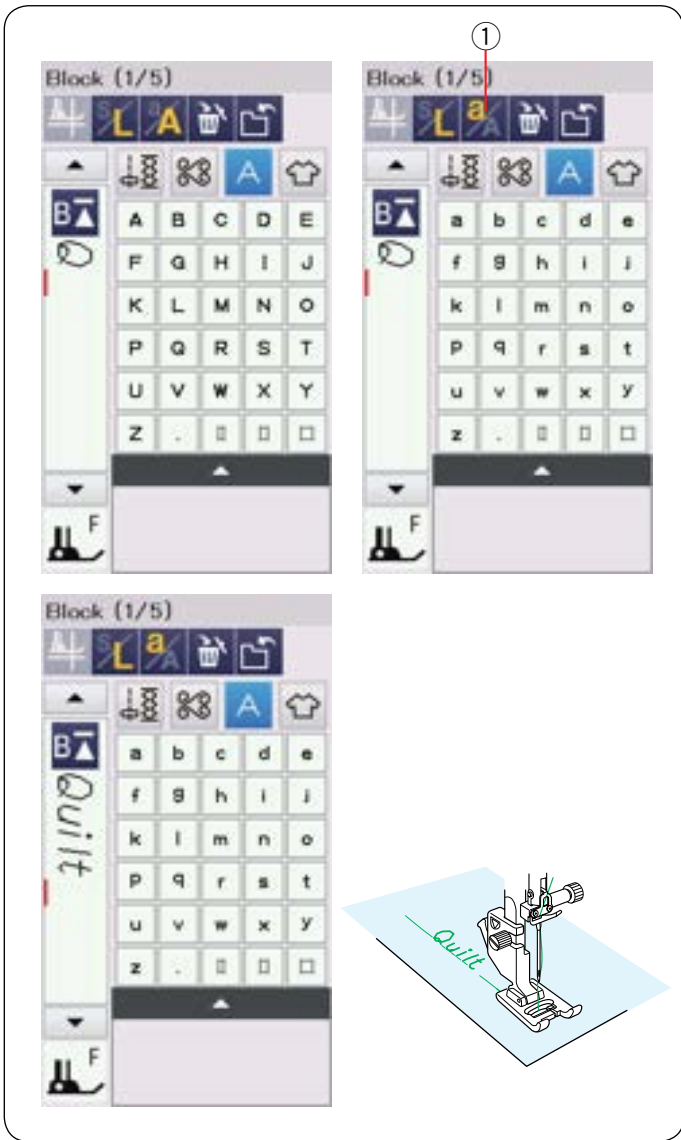 ①
Block (1/5)
S/L a/A
A
B
A B C D E
F G H I J
K L M N O
P Q R S T
U V W X Y
Z .
F
Block (1/5)
S/L a/A
A
B
a b c d e
f g h i j
k l m n o
p q r s t
u v w x y
z .
F
Block (1/5)
S/L a/A
A
B
Quilt
a b c d e
f g h i j
k l m n o
p q r s t
u v w x y
z .
F
Quilt